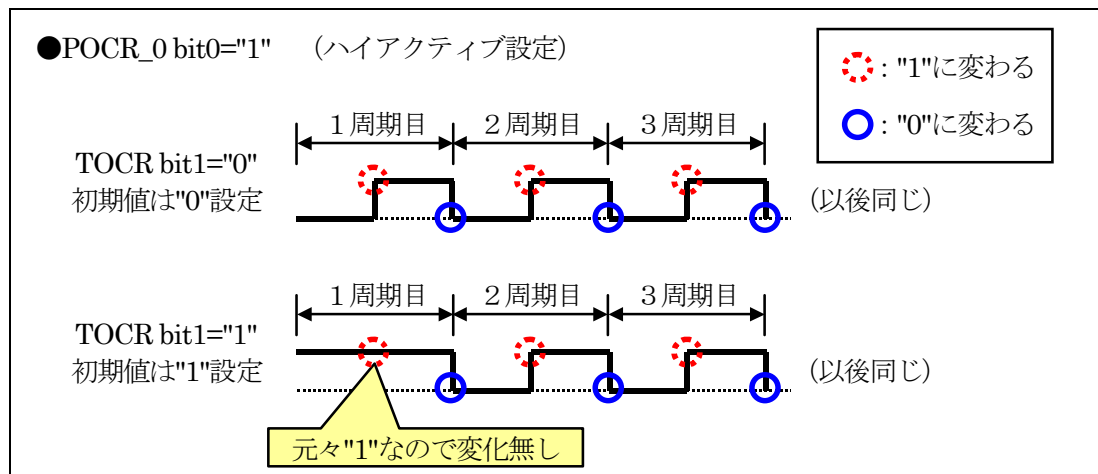 ●POCR_0 bit0="1" (ハイアクティブ設定)
: "1"に変わる
: "0"に変わる
1周期目 2周期目 3周期目
TOCR bit1="0"
初期値は"0"設定
(以後同じ)
1周期目 2周期目 3周期目
TOCR bit1="1"
初期値は"1"設定
(以後同じ)
元々"1"なので変化無し